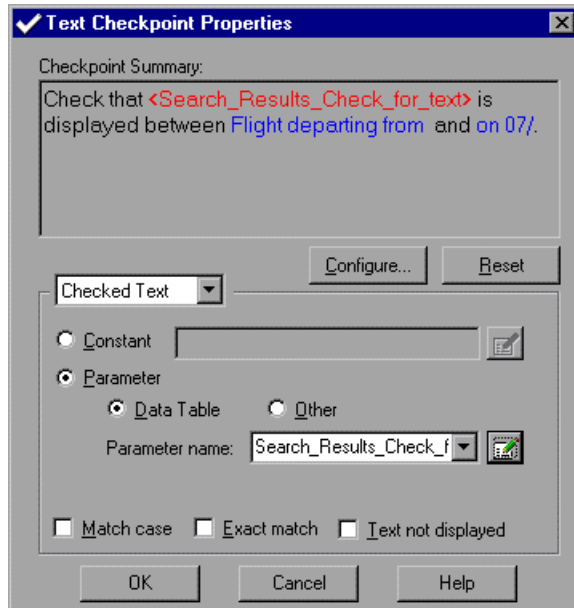 Text Checkpoint Properties
Checkpoint Summary:
Check that <Search_Results_Check_for_text> is
displayed between Flight departing from and on 07/.
Configure... Reset
Checked Text
Constant
Parameter
Data Table Other
Parameter name: Search_Results_Check_f
Match case Exact match Text not displayed
OK Cancel Help